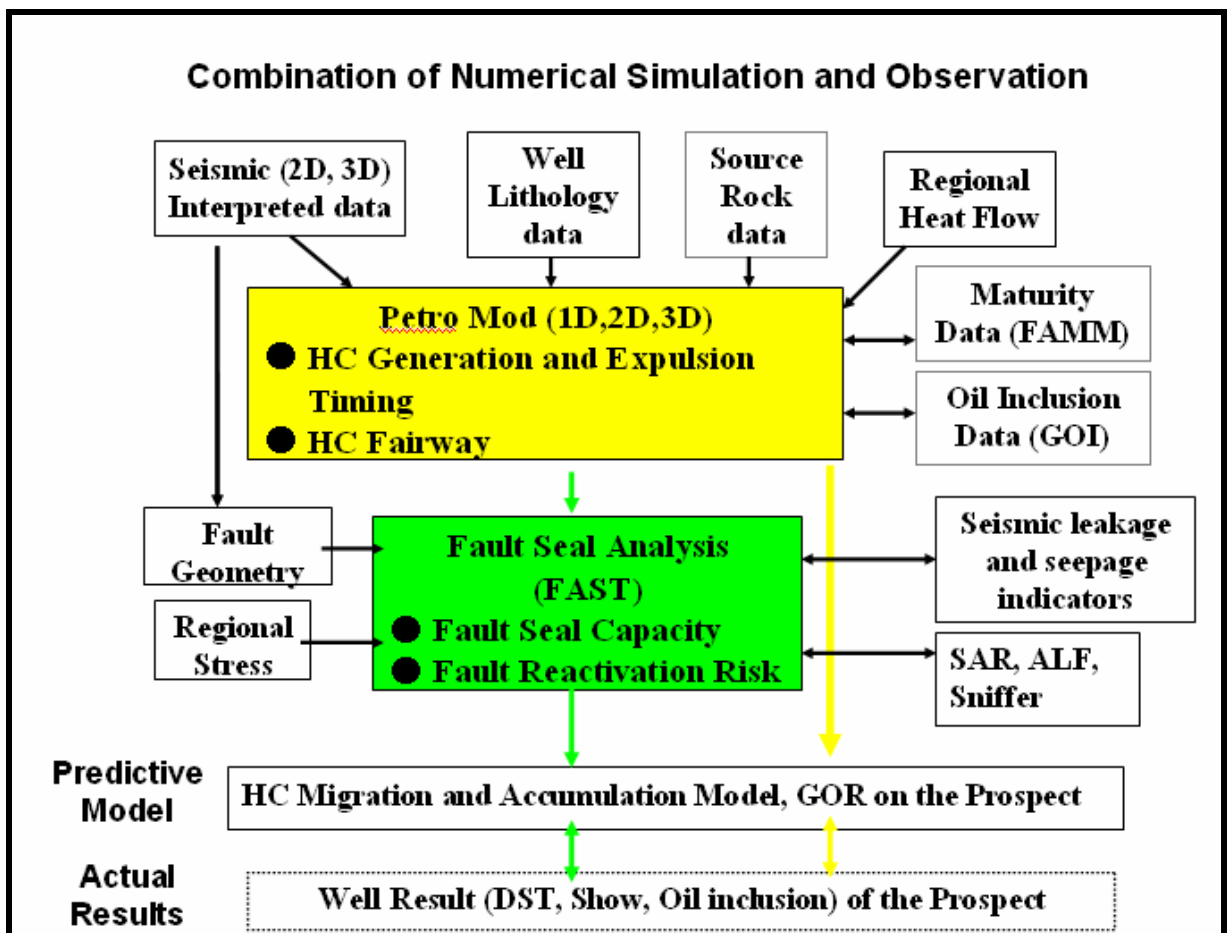 Combination of Numerical Simulation and Observation
Seismic (2D, 3D)
Interpreted data
Well
Lithology
data
Source
Rock
data
Regional
Heat Flow
Petro Mod (1D,2D,3D)
● HC Generation and Expulsion
Timing
● HC Fairway
Maturity
Data (FAMM)
Oil Inclusion
Data (GOI)
Fault
Geometry
Regional
Stress
Fault Seal Analysis
(FAST)
● Fault Seal Capacity
● Fault Reactivation Risk
Seismic leakage
and seepage
indicators
SAR, ALF,
Sniffer
Predictive
Model
HC Migration and Accumulation Model, GOR on the Prospect
Actual
Results
Well Result (DST, Show, Oil inclusion) of the Prospect